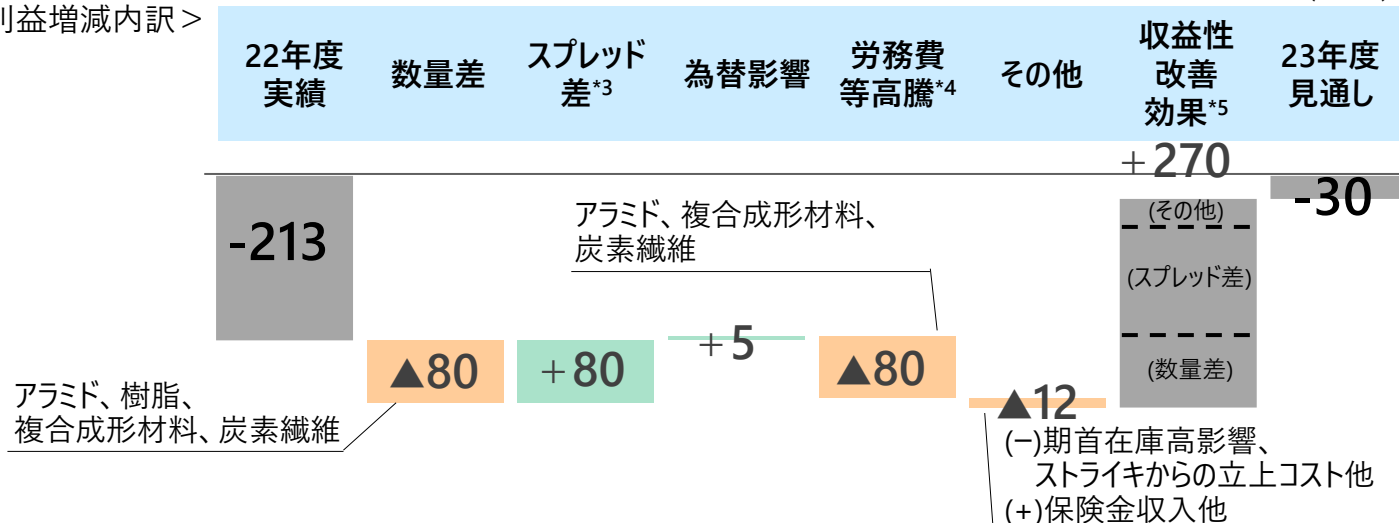 利益増減内訳＞
22年度
実績
数量差
スプレッド
差*3
為替影響
労務費
等高騰*4
その他
収益性
改善
効果*5
23年度
見通し
-213
▲80
＋80
＋5
▲80
▲12
＋270
(その他)
(スプレッド差)
(数量差)
-30
アラミド、複合成形材料、
炭素繊維
アラミド、樹脂、
複合成形材料、炭素繊維
(−)期首在庫高影響、
ストライキからの立上コスト他
(+)保険金収入他